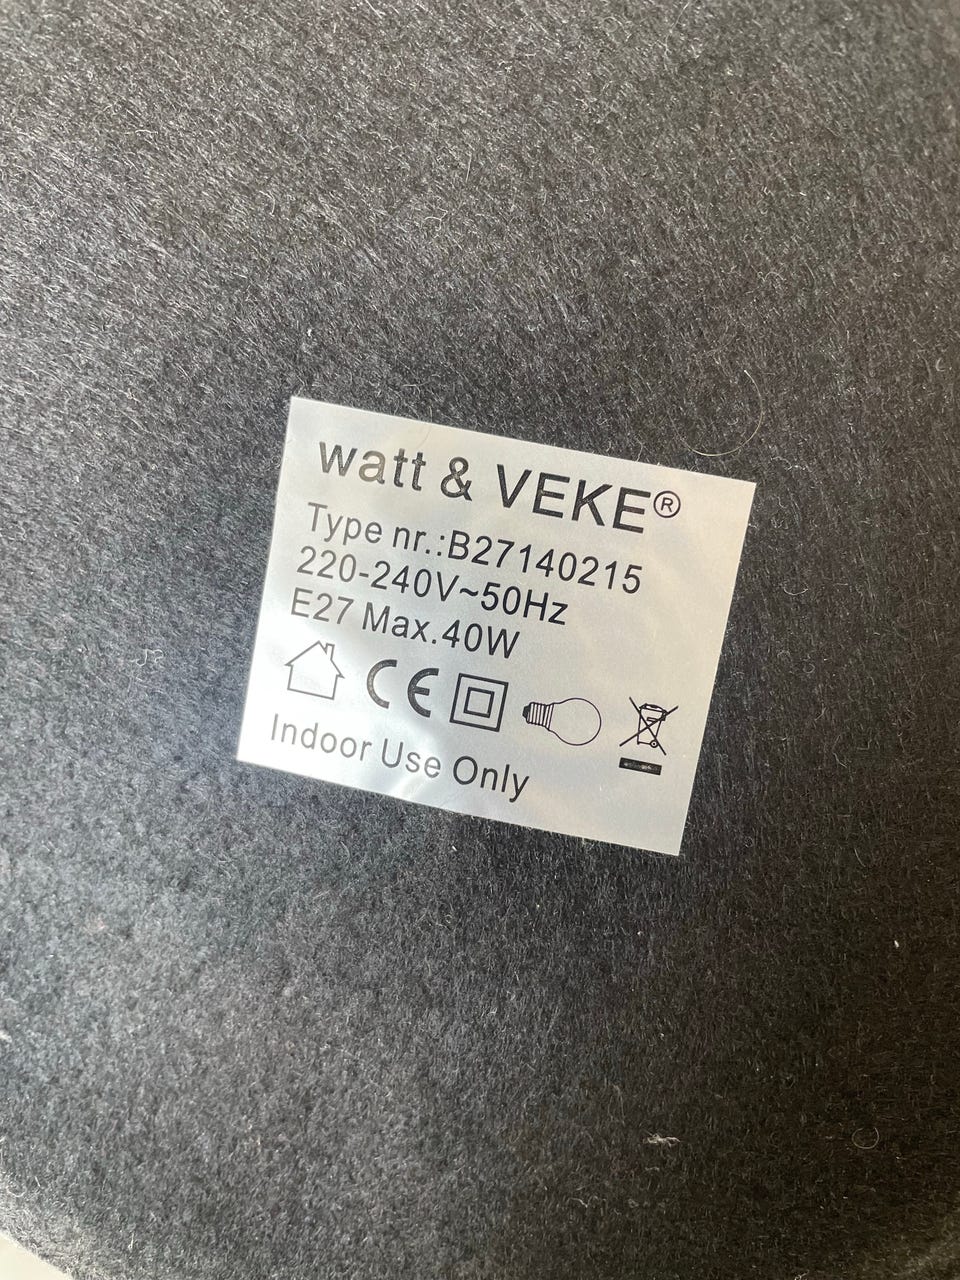 watt & VEKE®
Type nr.:B27140215
220-240V~50Hz
E27 Max.40W
CE
Indoor Use Only